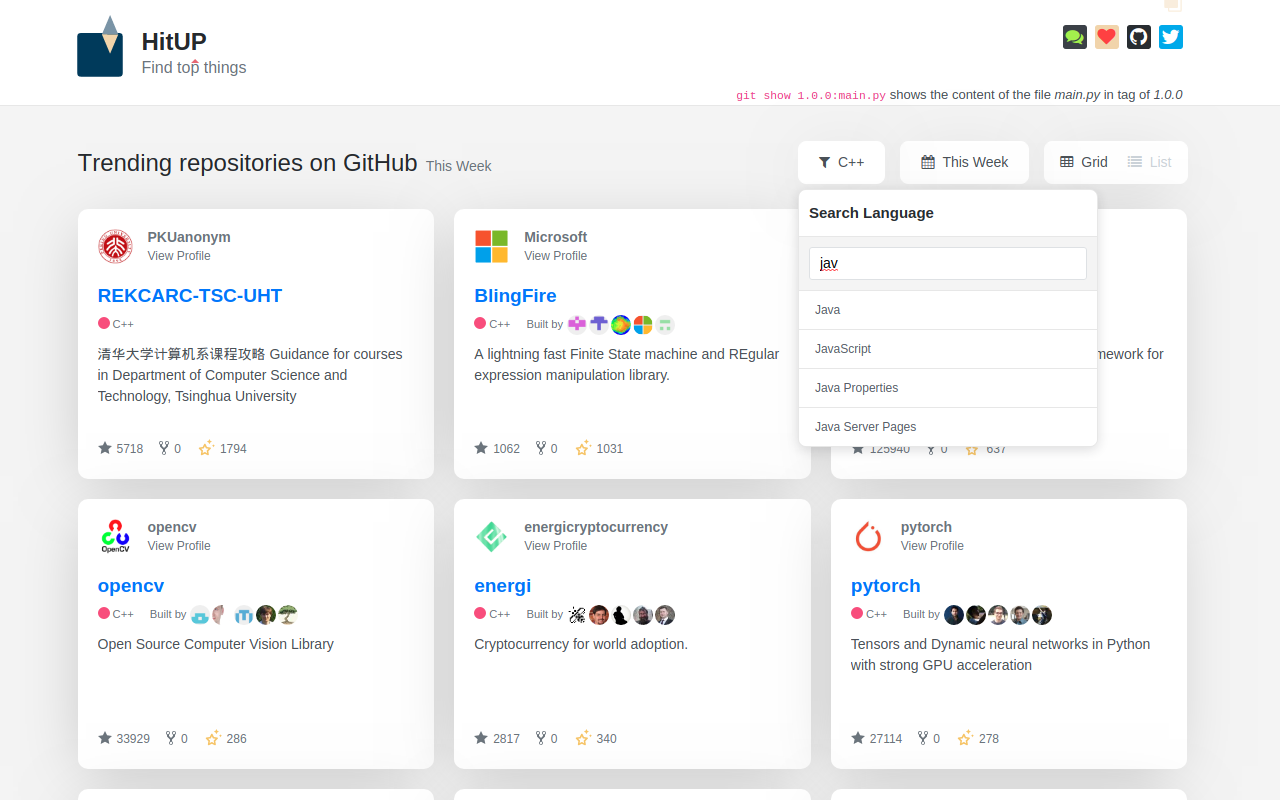 HitUP
Find top things
git show 1.0.0:main.py shows the content of the file main.py in tag of 1.0.0
Trending repositories on GitHub This Week
C++
This Week
Grid
List
Search Language
jav
Java
JavaScript
Java Properties
Java Server Pages
PKUanonym
View Profile
REKCARC-TSC-UHT
C++
清华大学计算机系课程攻略 Guidance for courses
in Department of Computer Science and
Technology, Tsinghua University
5718 0 1794
Microsoft
View Profile
BlingFire
C++ Built by
A lightning fast Finite State machine and REgular
expression manipulation library.
1062 0 1031
mework for
125940 0 637
opencv
View Profile
opencv
C++ Built by
Open Source Computer Vision Library
33929 0 286
energicryptocurrency
View Profile
energi
C++ Built by
Cryptocurrency for world adoption.
2817 0 340
pytorch
View Profile
pytorch
C++ Built by
Tensors and Dynamic neural networks in Python
with strong GPU acceleration
27114 0 278